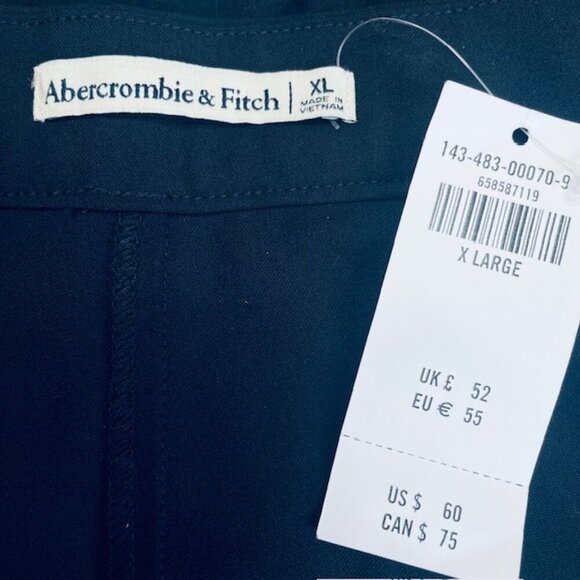 Abercrombie & Fitch | XL
MADE IN
VIETNAM
143-483-00070-9
658587119
X LARGE
UK £ 52
EU € 55
US $ 60
CAN $ 75